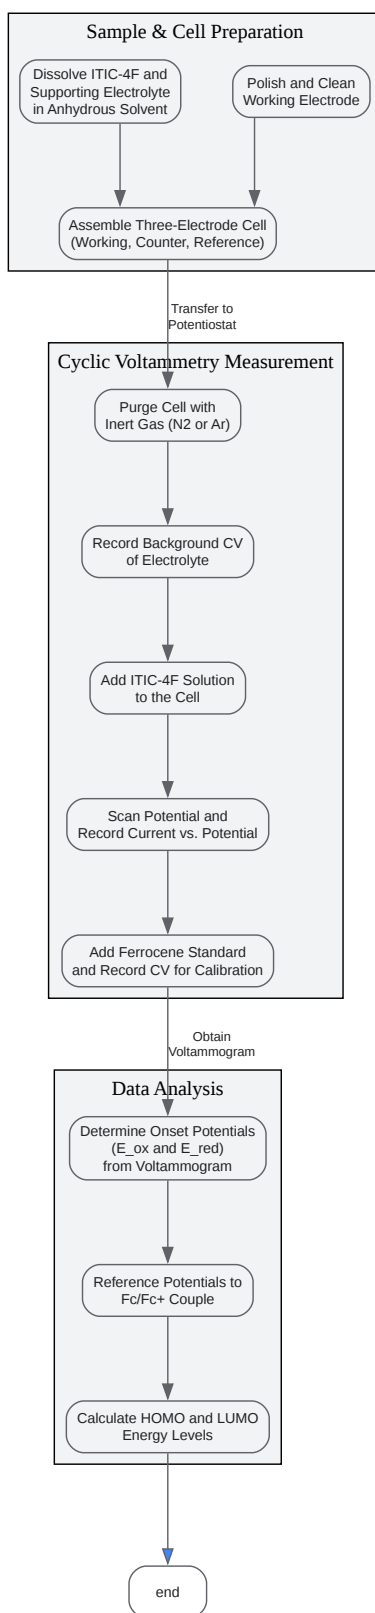 Sample & Cell Preparation
Dissolve ITIC-4F and
Supporting Electrolyte
in Anhydrous Solvent
Polish and Clean
Working Electrode
Assemble Three-Electrode Cell
(Working, Counter, Reference)
Transfer to
Potentiostat
Cyclic Voltammetry Measurement
Purge Cell with
Inert Gas (N2 or Ar)
Record Background CV
of Electrolyte
Add ITIC-4F Solution
to the Cell
Scan Potential and
Record Current vs. Potential
Add Ferrocene Standard
and Record CV for Calibration
Obtain
Voltammogram
Data Analysis
Determine Onset Potentials
(E_ox and E_red)
from Voltammogram
Reference Potentials to
Fc/Fc+ Couple
Calculate HOMO and LUMO
Energy Levels
end